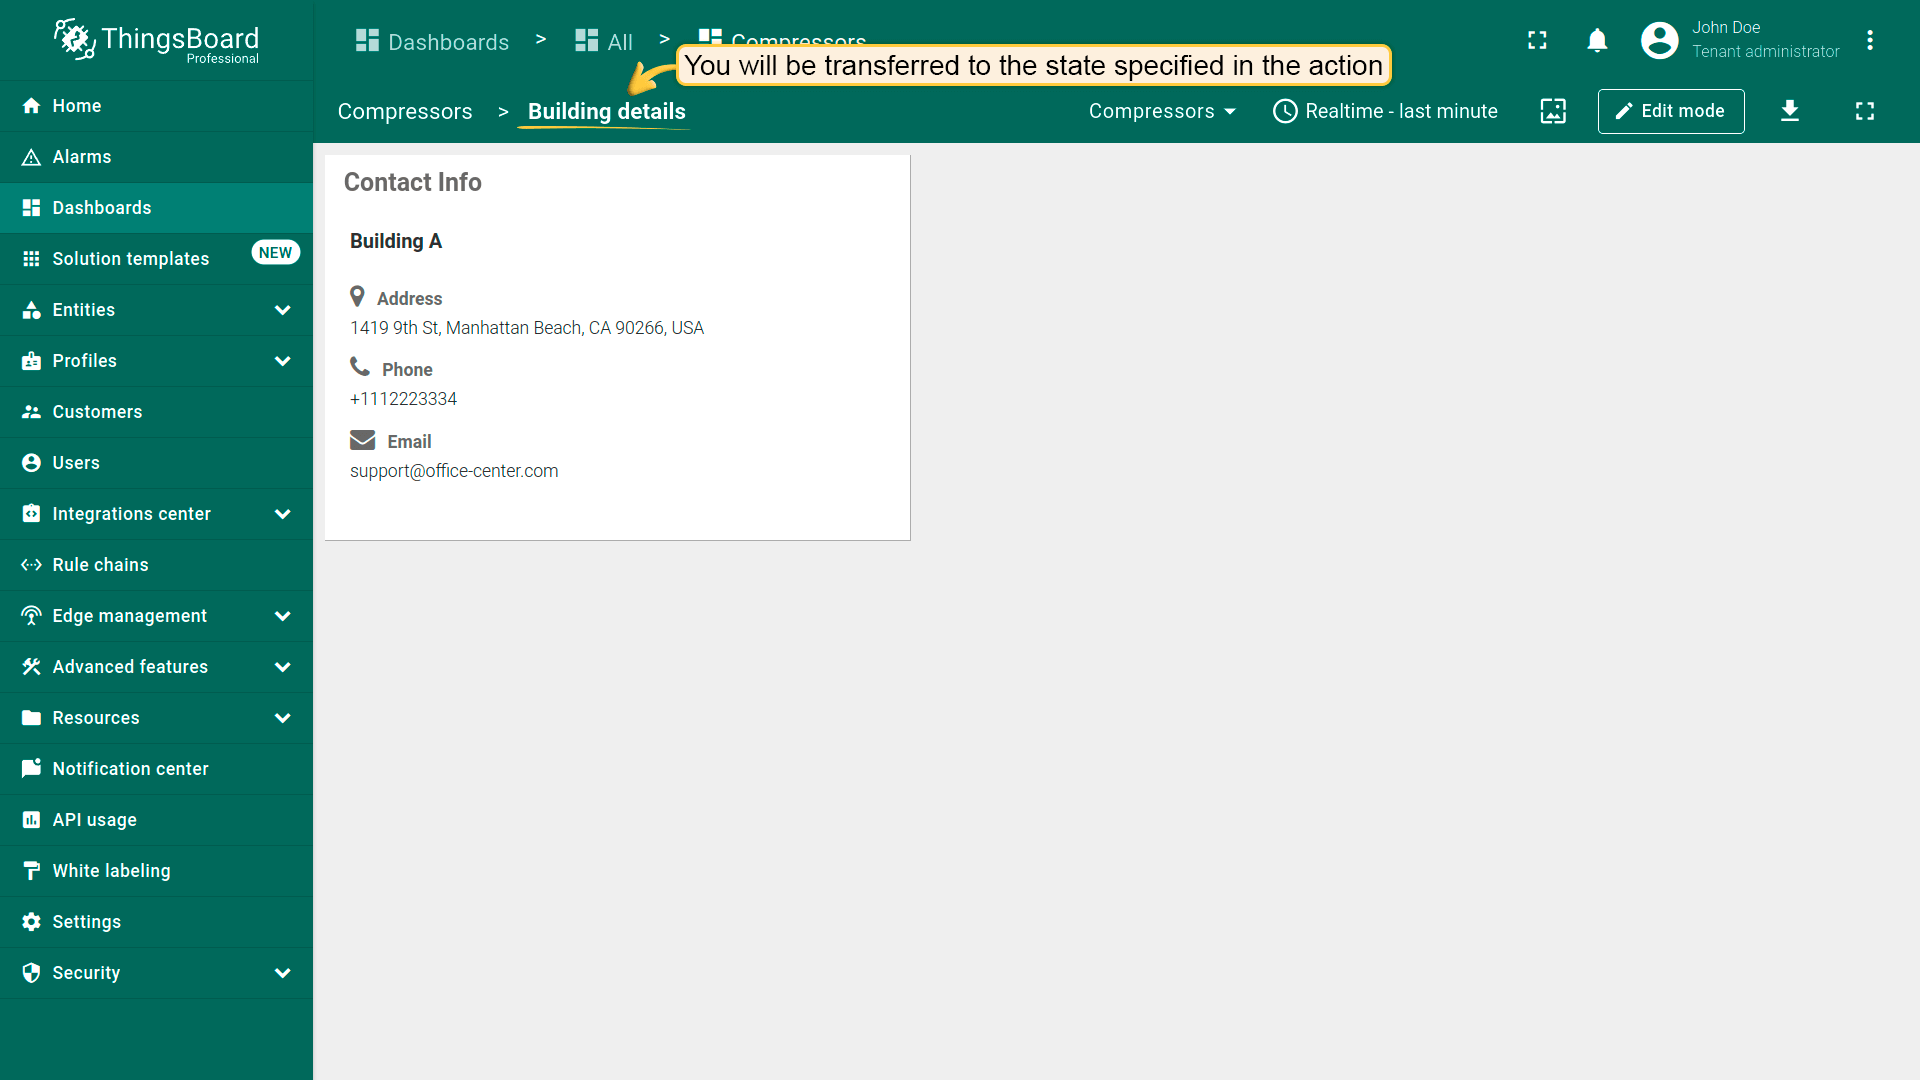 ThingsBoard
Professional
Dashboards > All > Compressors
John Doe
Tenant administrator
You will be transferred to the state specified in the action
Compressors > Building details
Compressors
Realtime - last minute
Edit mode
Home
Alarms
Dashboards
Solution templates NEW
Entities
Profiles
Customers
Users
Integrations center
Rule chains
Edge management
Advanced features
Resources
Notification center
API usage
White labeling
Settings
Security
Contact Info
Building A
Address
1419 9th St, Manhattan Beach, CA 90266, USA
Phone
+1112223334
Email
support@office-center.com